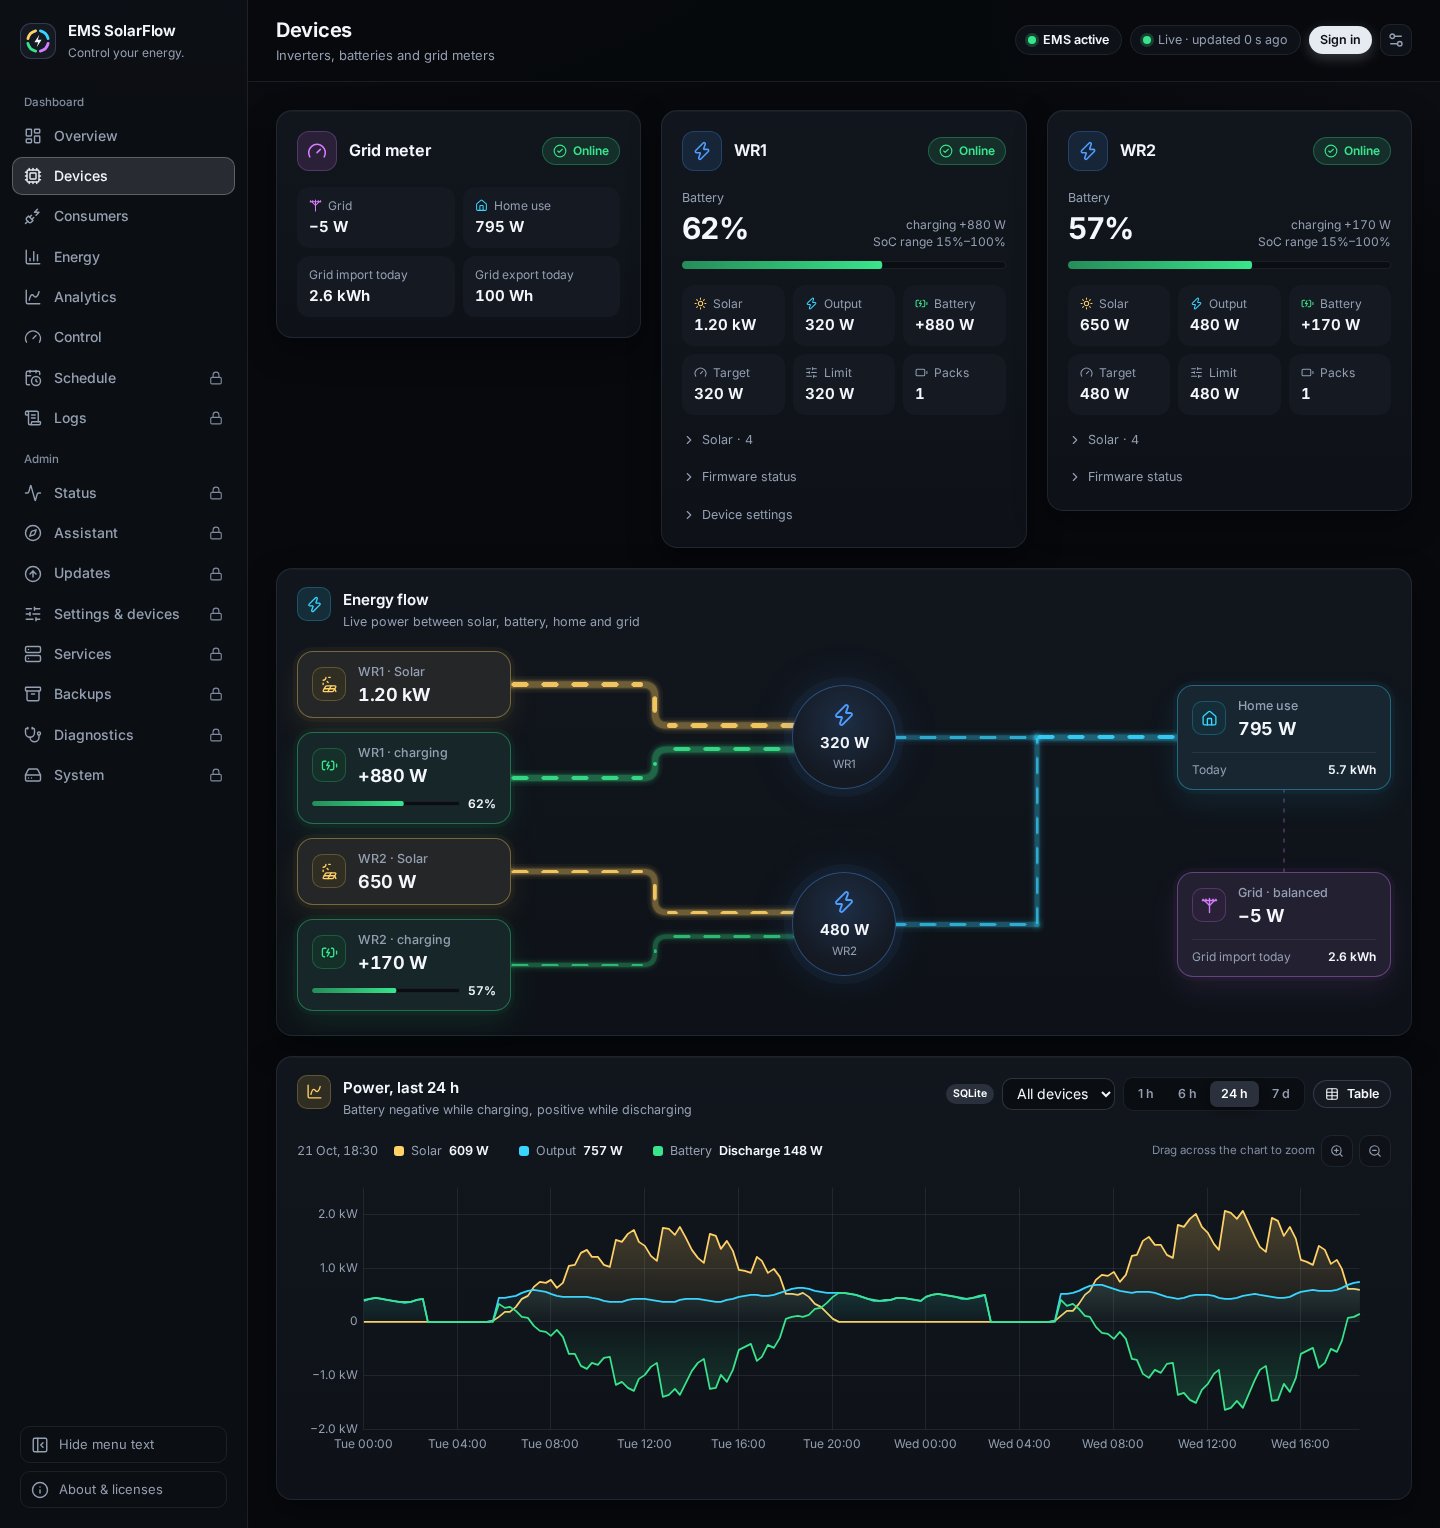 EMS SolarFlow
Control your energy.
Dashboard
Overview
Devices
Consumers
Energy
Analytics
Control
Schedule
Logs
Admin
Status
Assistant
Updates
Settings & devices
Services
Backups
Diagnostics
System
Hide menu text
About & licenses
Devices
Inverters, batteries and grid meters
EMS active
Live · updated 0 s ago
Sign in
Grid meter
Online
Grid
−5 W
Home use
795 W
Grid import today
2.6 kWh
Grid export today
100 Wh
WR1
Online
Battery
62%
charging +880 W
SoC range 15%–100%
Solar
1.20 kW
Output
320 W
Battery
+880 W
Target
320 W
Limit
320 W
Packs
1
Solar · 4
Firmware status
Device settings
WR2
Online
Battery
57%
charging +170 W
SoC range 15%–100%
Solar
650 W
Output
480 W
Battery
+170 W
Target
480 W
Limit
480 W
Packs
1
Solar · 4
Firmware status
Energy flow
Live power between solar, battery, home and grid
WR1 · Solar
1.20 kW
WR1 · charging
+880 W
62%
WR2 · Solar
650 W
WR2 · charging
+170 W
57%
320 W
WR1
480 W
WR2
Home use
795 W
Today 5.7 kWh
Grid · balanced
−5 W
Grid import today 2.6 kWh
Power, last 24 h
Battery negative while charging, positive while discharging
SQLite
All devices
1 h 6 h 24 h 7 d
Table
21 Oct, 18:30 Solar 609 W Output 757 W Battery Discharge 148 W
Drag across the chart to zoom
2.0 kW
1.0 kW
0
−1.0 kW
−2.0 kW
Tue 00:00 Tue 04:00 Tue 08:00 Tue 12:00 Tue 16:00 Tue 20:00 Wed 00:00 Wed 04:00 Wed 08:00 Wed 12:00 Wed 16:00